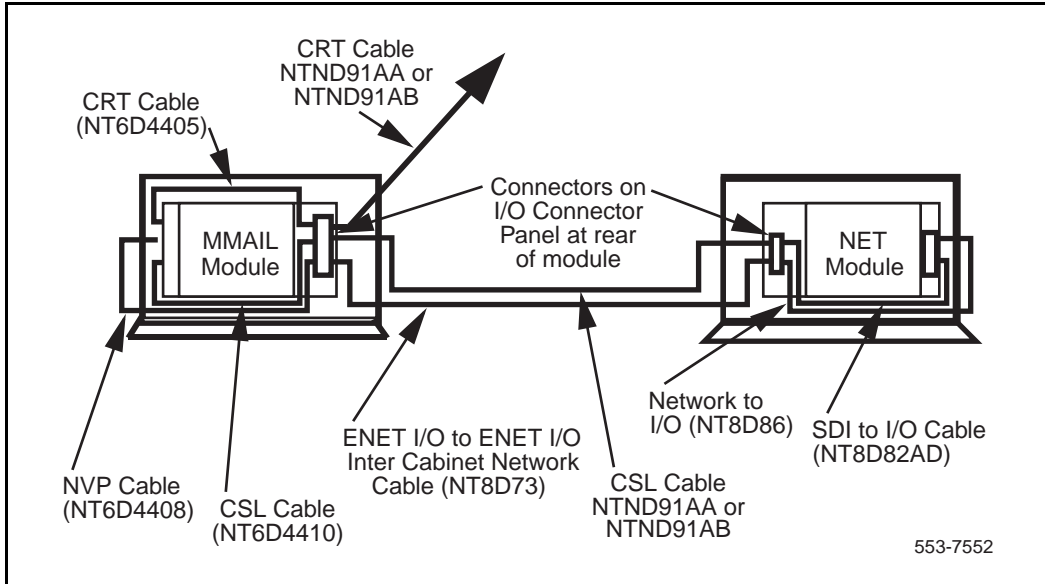 CRT Cable
NTND91AA or
NTND91AB
CRT Cable
(NT6D4405)
Connectors on
I/O Connector
Panel at rear
of module
MMAIL
Module
NET
Module
Network to
I/O (NT8D86)
SDI to I/O Cable
(NT8D82AD)
ENET I/O to ENET I/O
Inter Cabinet Network
Cable (NT8D73)
NVP Cable
(NT6D4408)
CSL Cable
(NT6D4410)
CSL Cable
NTND91AA or
NTND91AB
553-7552